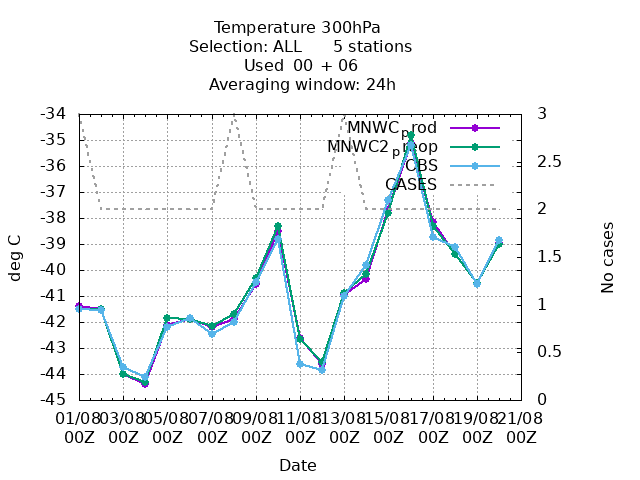 Temperature 300hPa
Selection: ALL 5 stations
Used 00 + 06
Averaging window: 24h
-34
-35
-36
-37
-38
-39
-40
-41
-42
-43
-44
-45
deg C
MNWCₚrod
MNWC2ₚreop
OBS
CASES
3
2.5
2
1.5
1
0.5
0
No cases
01/08 03/08 05/08 07/08 09/08 11/08 13/08 15/08 17/08 19/08 21/08
00Z 00Z 00Z 00Z 00Z 00Z 00Z 00Z 00Z 00Z 00Z
Date